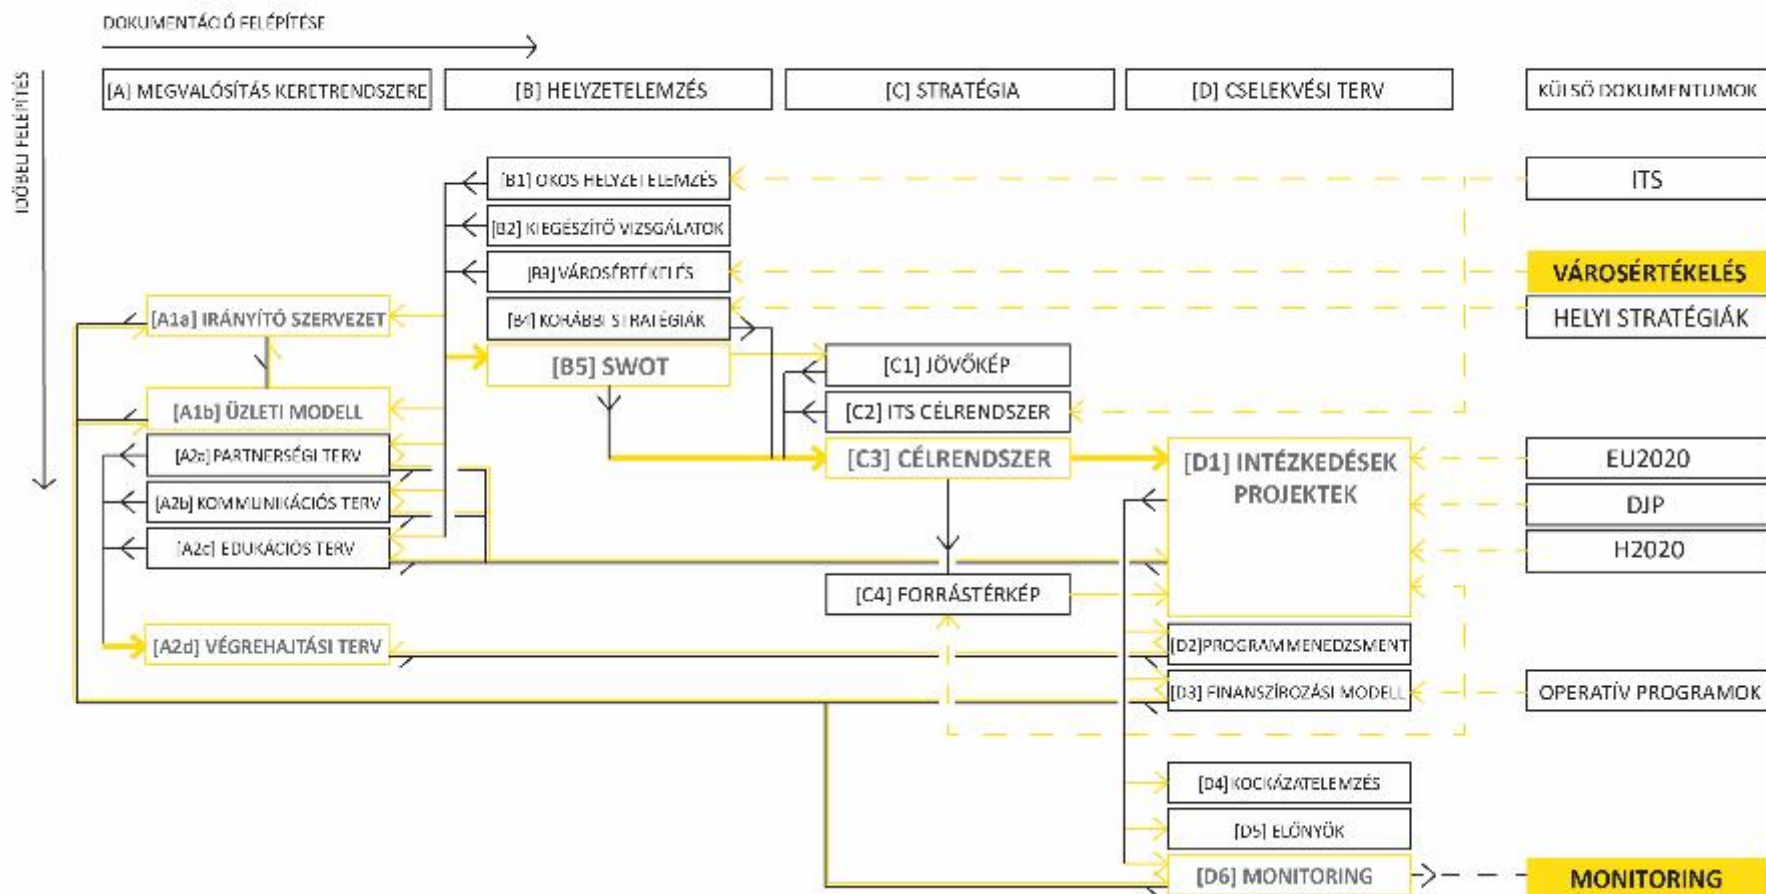 DOKUMENTÁCIÓ FELÉPÍTÉSE
IDŐBELI FELÉPÍTÉS
[A] MEGVALÓSÍTÁS KERETRENDSZERE
[B] HELYZETELEMZÉS
[C] STRATÉGIA
[D] CSELEKVÉSI TERV
KÜLSŐ DOKUMENTUMOK
[B1] OKOS HELYZETELEMZÉS
ITS
[B2] KIEGÉSZÍTŐ VIZSGÁLATOK
[B3] VÁROSÉRTÉKELÉS
VÁROSÉRTÉKELÉS
[A1a] IRÁNYÍTÓ SZERVEZET
[B4] KORÁBBI STRATÉGIÁK
HELYI STRATÉGIÁK
[B5] SWOT
[C1] JÖVŐKÉP
[A1b] ÜZLETI MODELL
[C2] ITS CÉLRENDSZER
[A2a] PARTNERSÉGI TERV
[C3] CÉLRENDSZER
[D1] INTÉZKEDÉSEK
PROJEKTEK
EU2020
[A2b] KOMMUNIKÁCIÓS TERV
DJP
[A2c] EDUKÁCIÓS TERV
H2020
[C4] FORRÁSTÉRKÉP
[A2d] VÉGREHAJTÁSI TERV
[D2]PROGRAMMENEDZSMENT
[D3] FINANSZÍROZÁSI MODELL
OPERATÍV PROGRAMOK
[D4] KOCKÁZATELEMZÉS
[D5] ELŐNYÖK
[D6] MONITORING
MONITORING